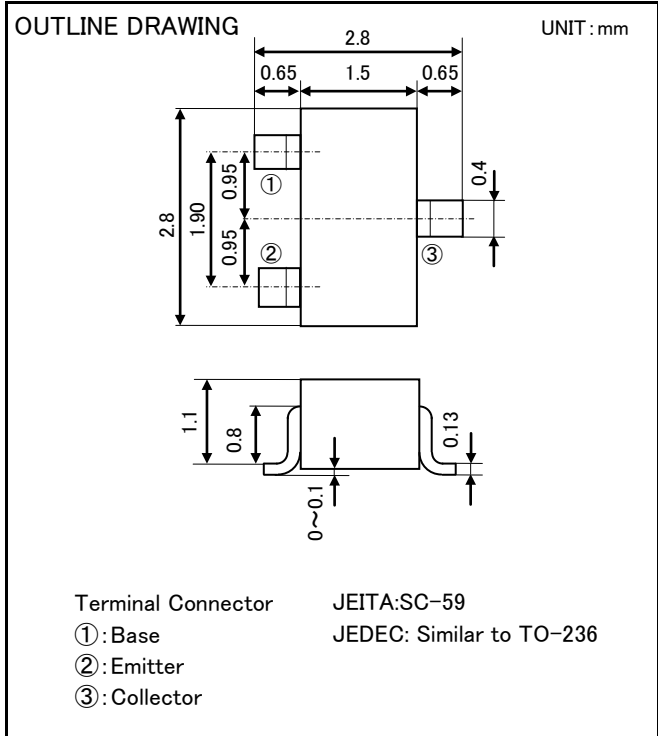 OUTLINE DRAWING
UNIT:mm
2.8
0.65 1.5 0.65
2.8
1.90
0.95
0.95
①
②
③
0.4
1.1
0.8
0~0.1
0.13
Terminal Connector
①:Base
②:Emitter
③:Collector
JEITA:SC-59
JEDEC: Similar to TO-236